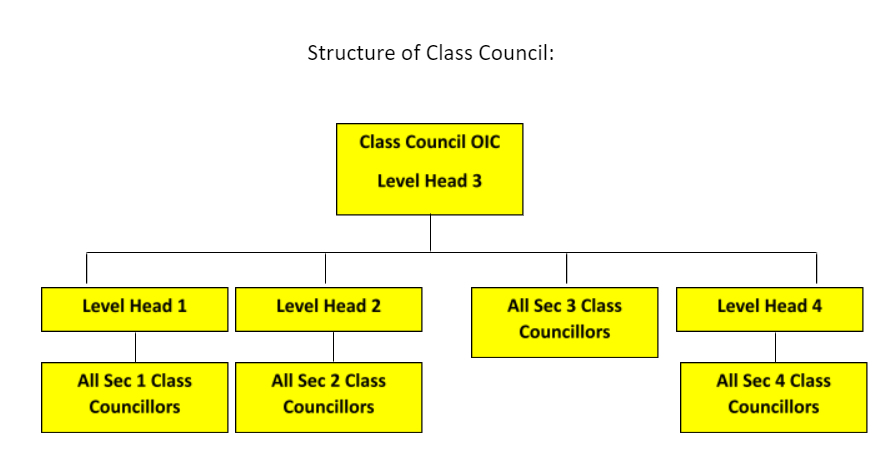 Structure of Class Council:
Class Council OIC
Level Head 3
Level Head 1
Level Head 2
All Sec 3 Class
Councillors
Level Head 4
All Sec 1 Class
Councillors
All Sec 2 Class
Councillors
All Sec 4 Class
Councillors